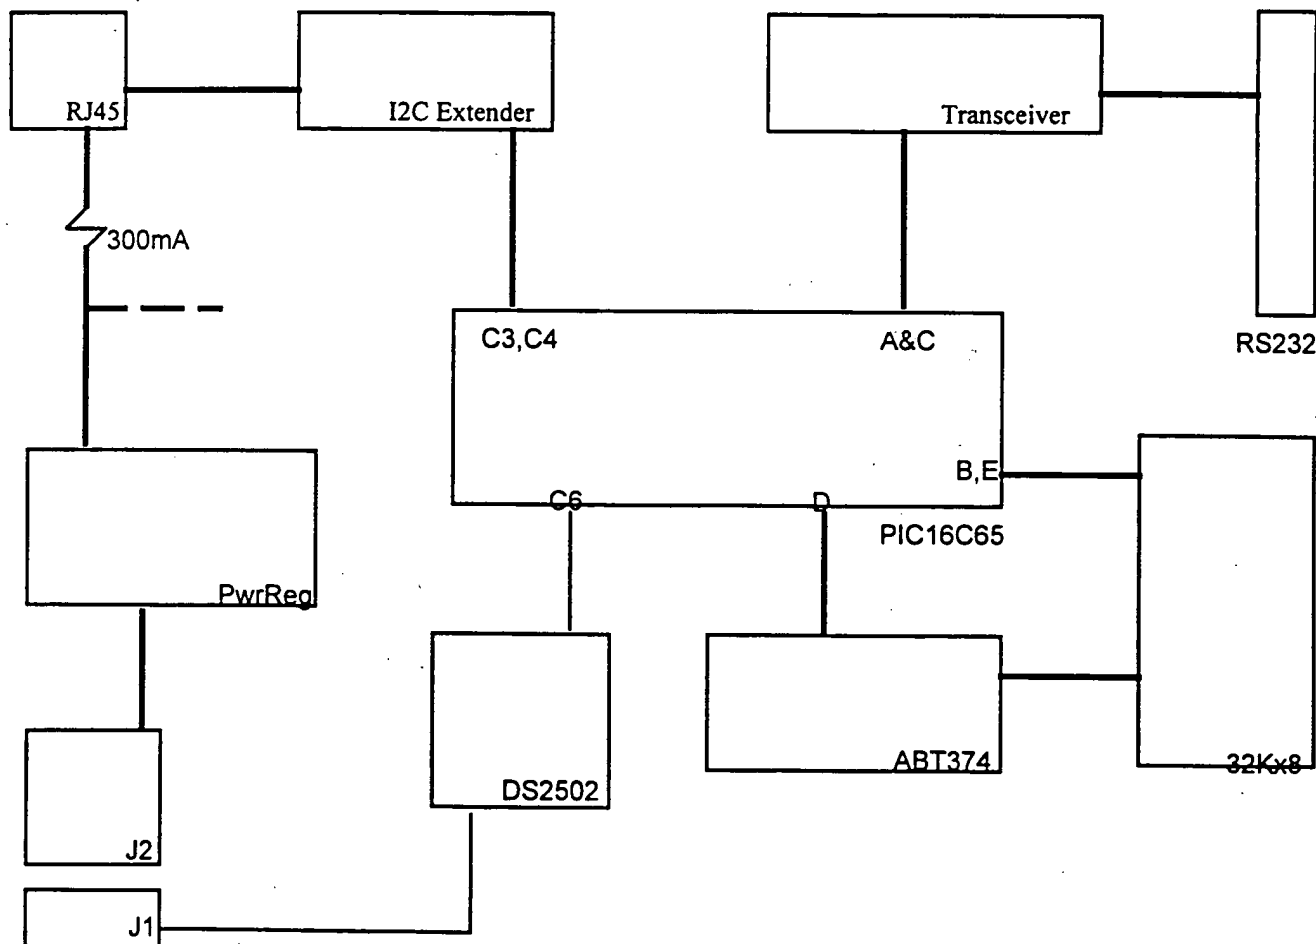 RJ45
I2C Extender
Transceiver
300mA
C3,C4
A&C
RS232
B,E
C6
D
PIC16C65
PwrReg
ABT374
32Kx8
DS2502
J2
J1